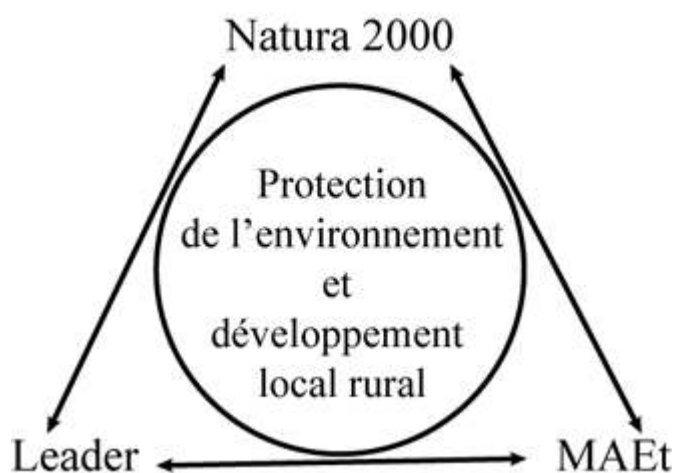 Natura 2000
Protection
de l'environnement
et
développement
local rural
Leader
MAEt